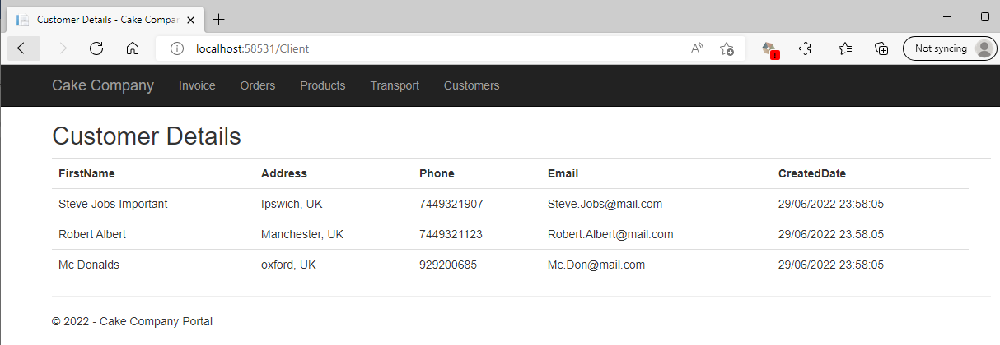 Customer Details - Cake Compar
localhost:58531/Client
Not syncing
Cake Company Invoice Orders Products Transport Customers
Customer Details
FirstName Address Phone Email CreatedDate
Steve Jobs Important Ipswich, UK 7449321907 Steve.Jobs@mail.com 29/06/2022 23:58:05
Robert Albert Manchester, UK 7449321123 Robert.Albert@mail.com 29/06/2022 23:58:05
Mc Donalds oxford, UK 929200685 Mc.Don@mail.com 29/06/2022 23:58:05
© 2022 - Cake Company Portal